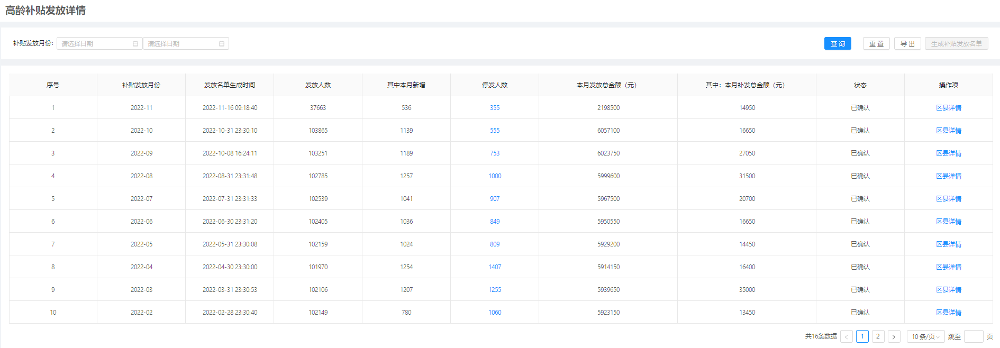 高龄补贴发放详情
补贴发放月份: 请选择日期 请选择日期 查询 重置 导出 生成补贴发放名单
序号 补贴发放月份 发放名单生成时间 发放人数 其中本月新增 停发人数 本月发放总金额（元） 其中：本月补发总金额（元） 状态 操作项
1 2022-11 2022-11-16 09:18:40 37663 536 355 2198500 14950 已确认 区县详情
2 2022-10 2022-10-31 23:30:10 103865 1139 555 6057100 16650 已确认 区县详情
3 2022-09 2022-10-08 16:24:11 103251 1189 753 6023750 27050 已确认 区县详情
4 2022-08 2022-08-31 23:31:48 102785 1257 1000 5999600 31500 已确认 区县详情
5 2022-07 2022-07-31 23:31:33 102539 1041 907 5967500 20700 已确认 区县详情
6 2022-06 2022-06-30 23:31:20 102405 1036 849 5950550 16650 已确认 区县详情
7 2022-05 2022-05-31 23:30:08 102159 1024 809 5929200 14450 已确认 区县详情
8 2022-04 2022-04-30 23:30:00 101970 1254 1407 5914150 16400 已确认 区县详情
9 2022-03 2022-03-31 23:30:53 102106 1207 1255 5939650 35000 已确认 区县详情
10 2022-02 2022-02-28 23:30:40 102149 780 1060 5923150 13450 已确认 区县详情
共16条数据 < 1 2 > 10 条/页 跳至 页